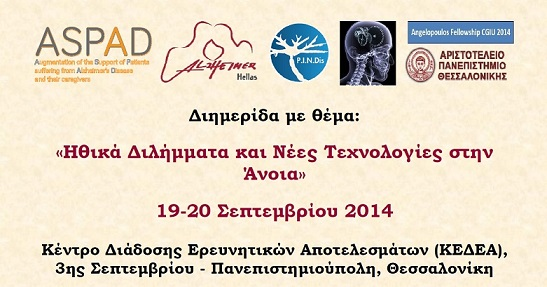 ASPAD
Augmentation of the Support of Patients
suffering from Alzheimer's Disease
and their caregivers
ALZHEIMER
Hellas
P.I.N.Dis
Angelopoulos Fellowship CGIU 2014
ΑΡΙΣΤΟΤΕΛΕΙΟ
ΠΑΝΕΠΙΣΤΗΜΙΟ
ΘΕΣΣΑΛΟΝΙΚΗΣ
Διημερίδα με θέμα:
«Ηθικά Διλήμματα και Νέες Τεχνολογίες στην
Άνοια»
19-20 Σεπτεμβρίου 2014
Κέντρο Διάδοσης Ερευνητικών Αποτελεσμάτων (ΚΕΔΕΑ),
3ης Σεπτεμβρίου - Πανεπιστημιούπολη, Θεσσαλονίκη